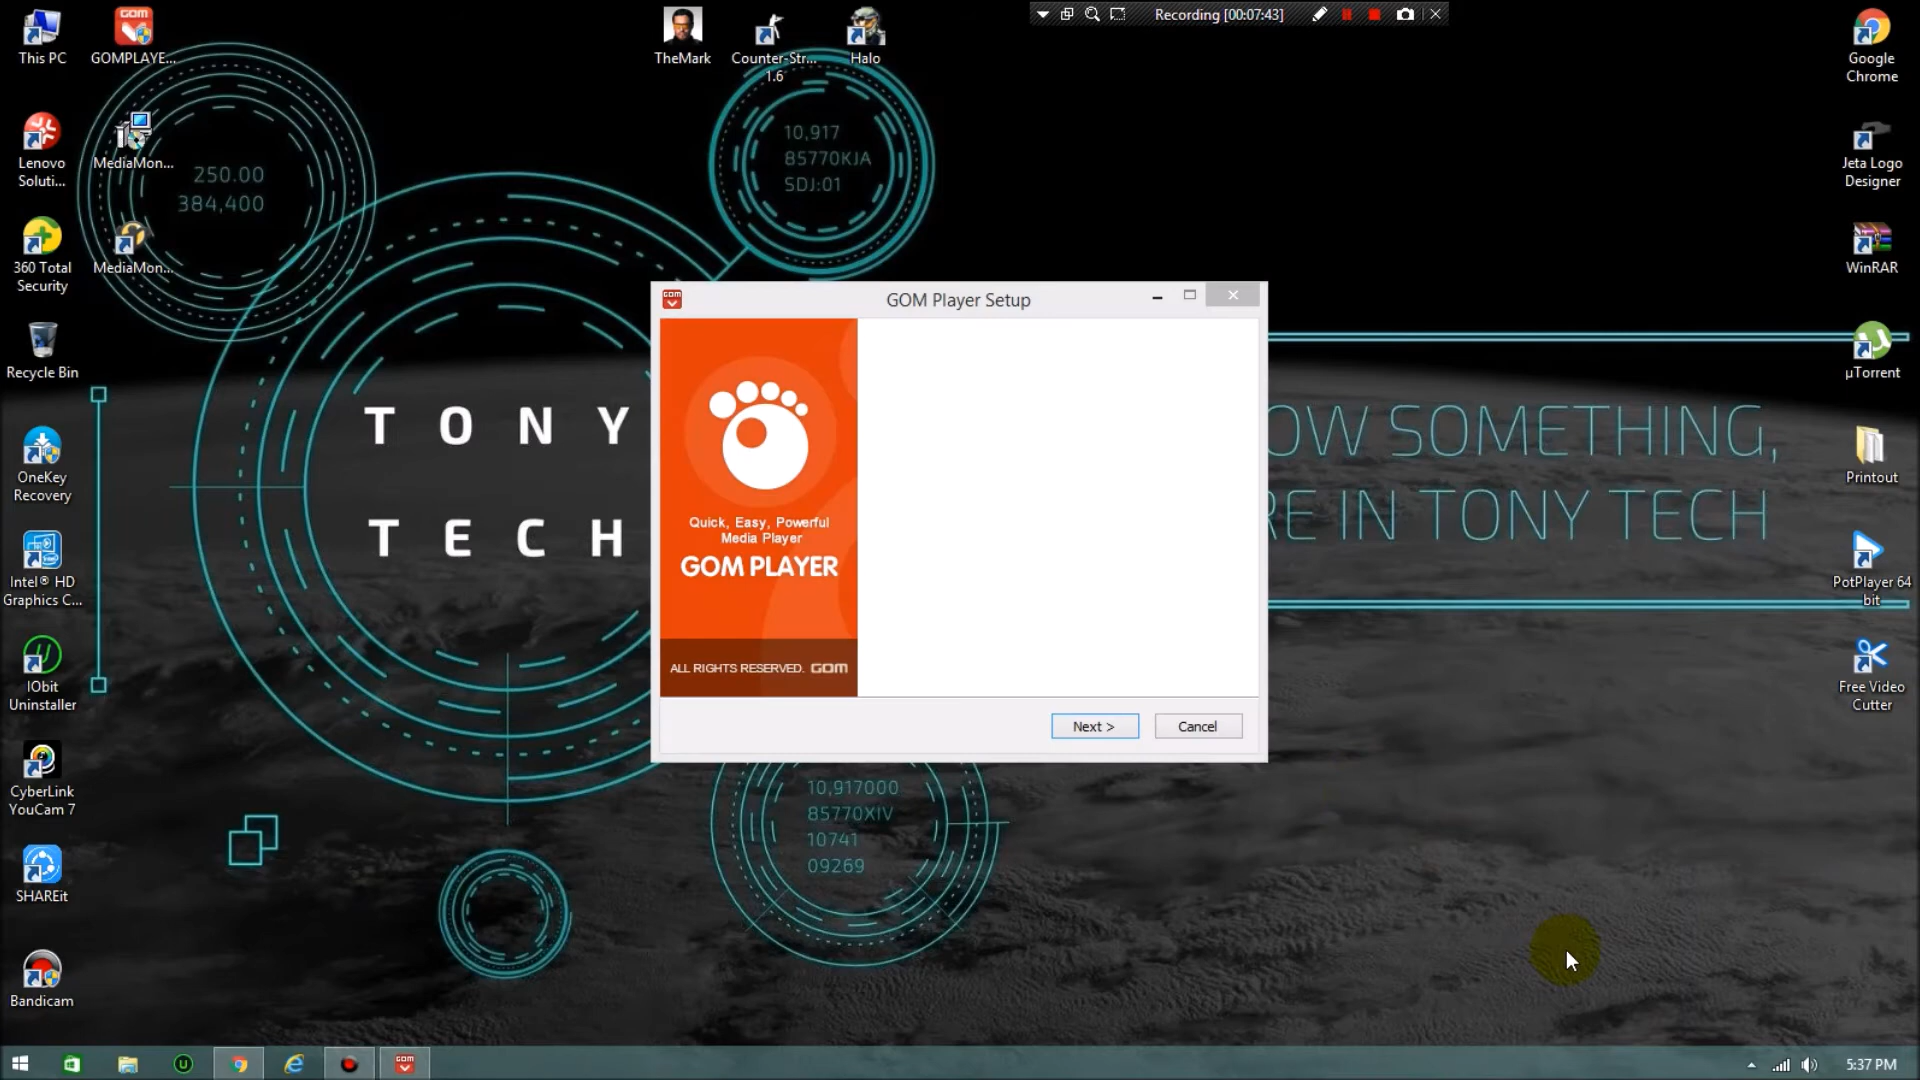 This PC
GOMPLAYE...
TheMark
Counter-Str...
1.6
Halo
Recording [00:07:43]
Google
Chrome
Lenovo
Soluti...
MediaMon...
250.00
384,400
10,917
85770KJA
SDJ:01
Jeta Logo
Designer
360 Total
Security
MediaMon...
WinRAR
GOM Player Setup
Recycle Bin
µTorrent
T O N Y
T E C H
OW SOMETHING,
RE IN TONY TECH
OneKey
Recovery
Printout
Quick, Easy, Powerful
Media Player
GOM PLAYER
ALL RIGHTS RESERVED. GOM
Intel® HD
Graphics C...
PotPlayer 64
bit
IObit
Uninstaller
Free Video
Cutter
Next >
Cancel
CyberLink
YouCam 7
10,917000
85770XIV
10741
09269
SHAREit
Bandicam
5:37 PM